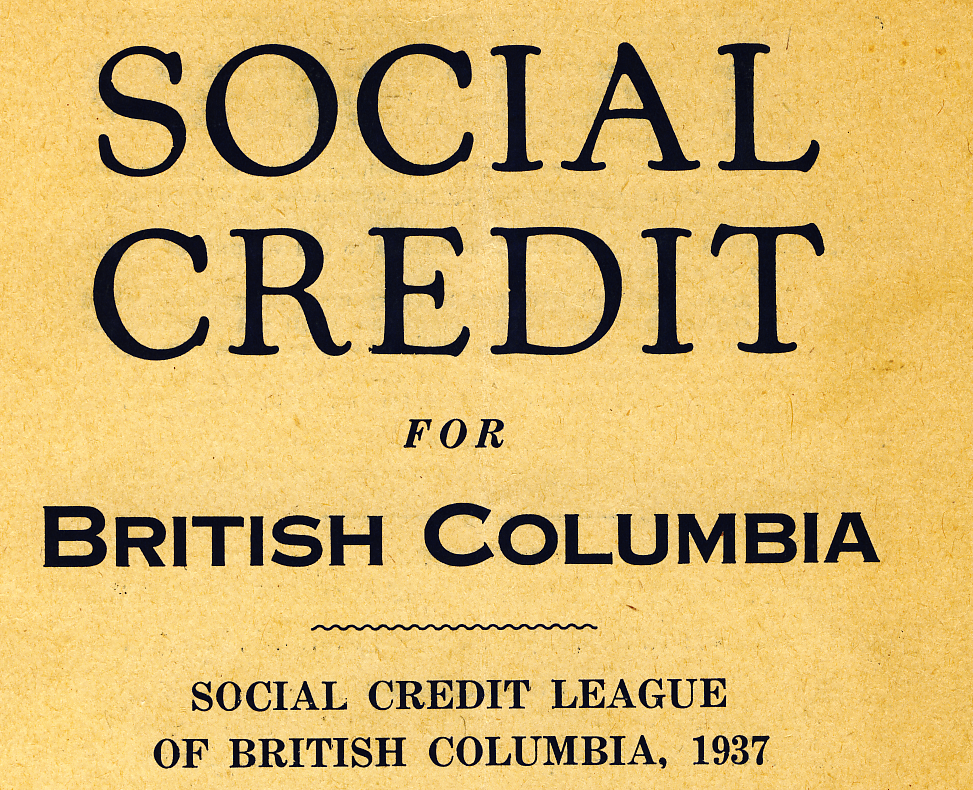 SOCIAL
CREDIT
FOR
BRITISH COLUMBIA
SOCIAL CREDIT LEAGUE
OF BRITISH COLUMBIA, 1937